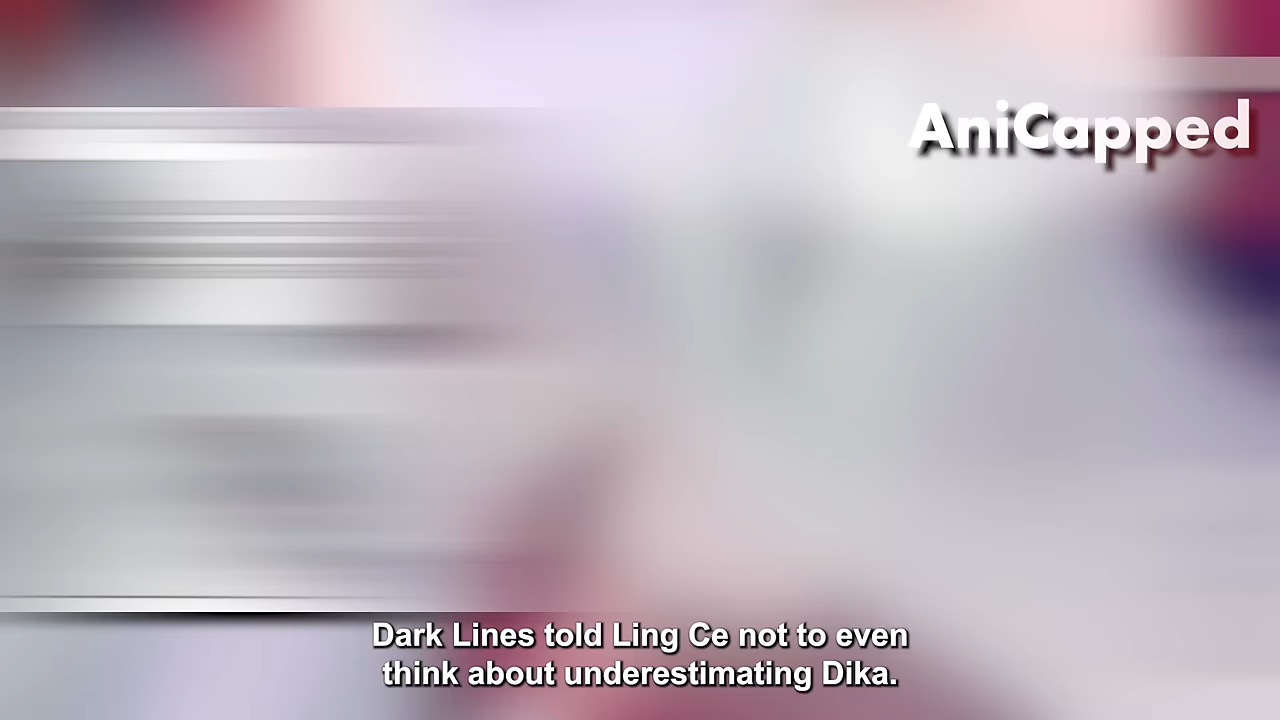 AniCapped
Dark Lines told Ling Ce not to even
think about underestimating Dika.